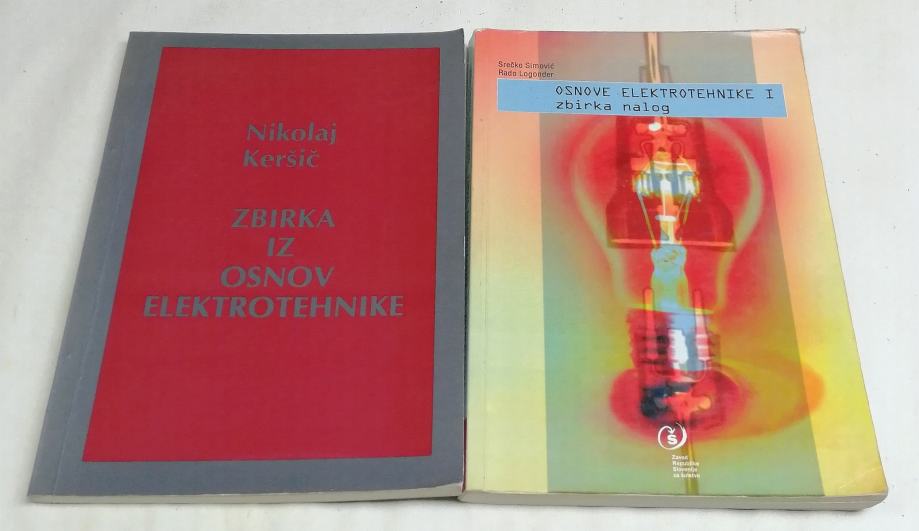 Nikolaj
Keršič
ZBIRKA
IZ
OSNOV
ELEKTROTEHNIKE
Srečko Simović
Rado Logonder
OSNOVE ELEKTROTEHNIKE I
zbirka nalog
Š
Zavod
Republike
Slovenije
za šolstvo